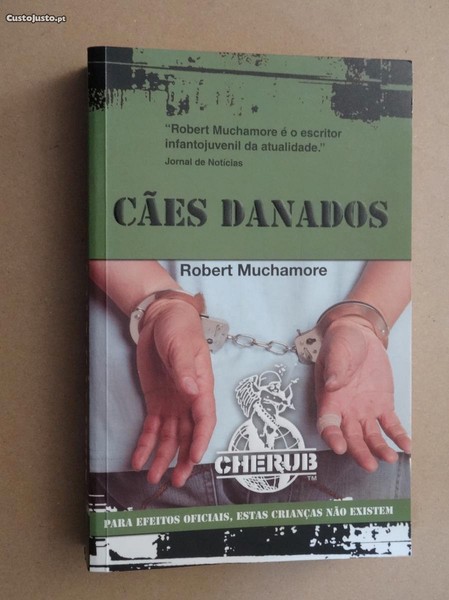 CustoJusto.pt
"Robert Muchamore é o escritor
infantojuvenil da atualidade."
Jornal de Notícias
CÃES DANADOS
Robert Muchamore
CHERUB
TM
PARA EFEITOS OFICIAIS, ESTAS CRIANÇAS NÃO EXISTEM